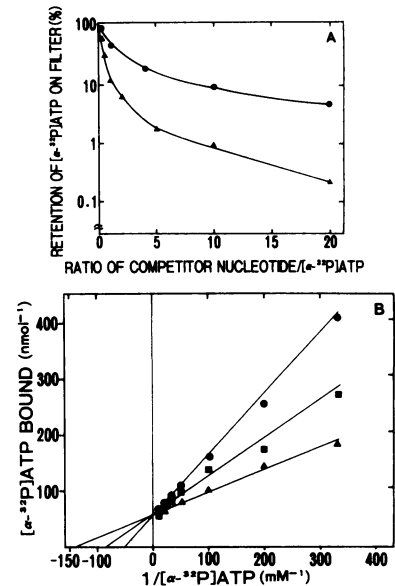 A
RETENTION OF [α-³²P]ATP ON FILTER(%)
100
10
1
0.1
0 5 10 15 20
RATIO OF COMPETITOR NUCLEOTIDE/[α-³²P]ATP
B
[α-³²P]ATP BOUND (nmol⁻¹)
400
300
200
100
-150 -100 0 100 200 300 400
1/[α-³²P]ATP (mM⁻¹)